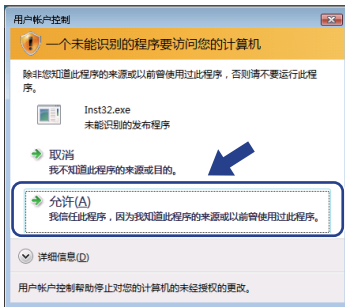 用户帐户控制
一个未能识别的程序要访问您的计算机
除非您知道此程序的来源或以前曾使用过此程序，否则请不要运行此程
序。
Inst32.exe
未能识别的发布程序
取消
我不知道此程序的来源或目的。
允许(A)
我信任此程序，因为我知道此程序的来源或以前曾使用过此程序。
详细信息(D)
用户帐户控制帮助停止对您的计算机的未经授权的更改。